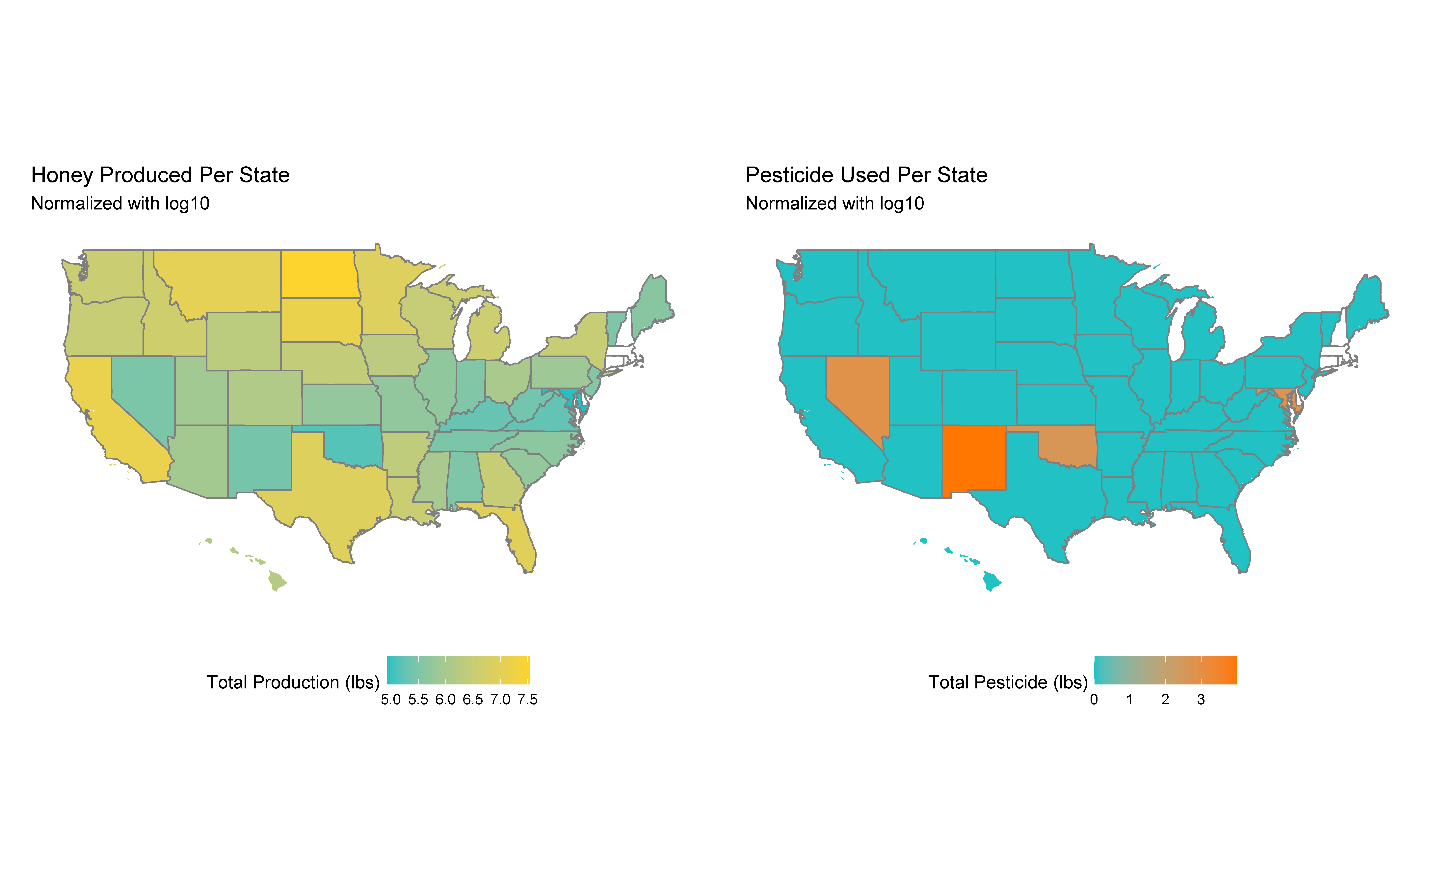 Honey Produced Per State
Normalized with log10
Total Production (lbs)
5.0 5.5 6.0 6.5 7.0 7.5
Pesticide Used Per State
Normalized with log10
Total Pesticide (lbs)
0 1 2 3